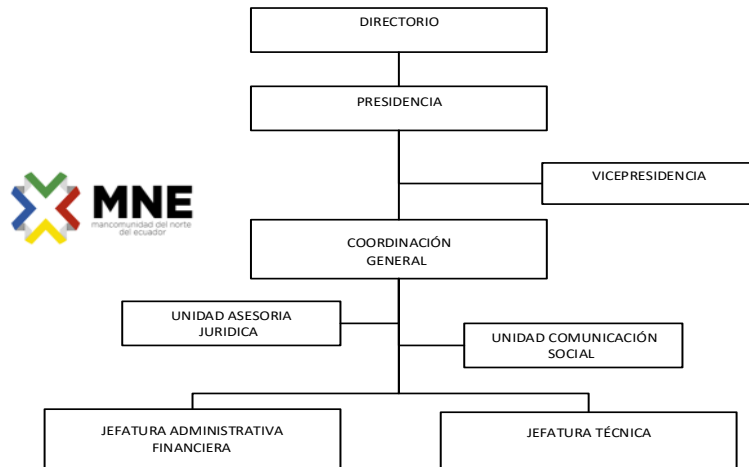 DIRECTORIO
PRESIDENCIA
VICEPRESIDENCIA
MNE
mancomunidad del norte
del ecuador
COORDINACIÓN
GENERAL
UNIDAD ASESORIA
JURIDICA
UNIDAD COMUNICACIÓN
SOCIAL
JEFATURA ADMINISTRATIVA
FINANCIERA
JEFATURA TÉCNICA